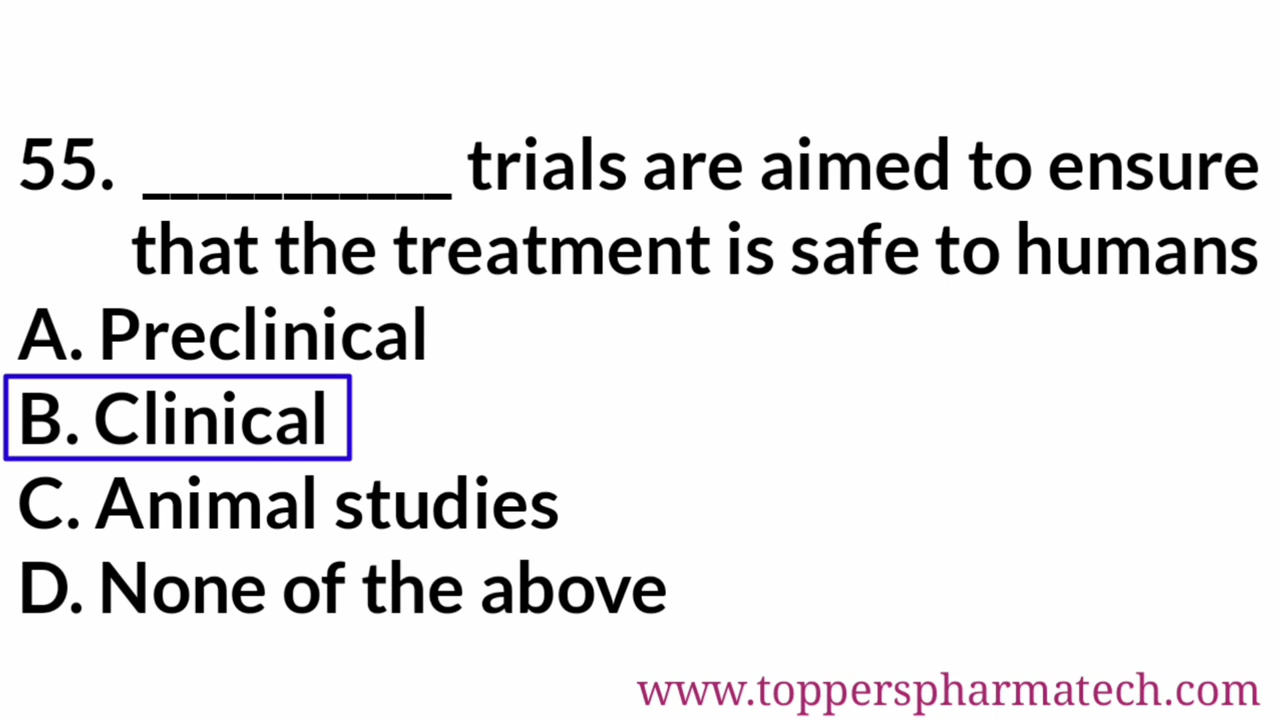 55. ___________ trials are aimed to ensure
that the treatment is safe to humans
A. Preclinical
B. Clinical
C. Animal studies
D. None of the above
www.topperspharmatech.com